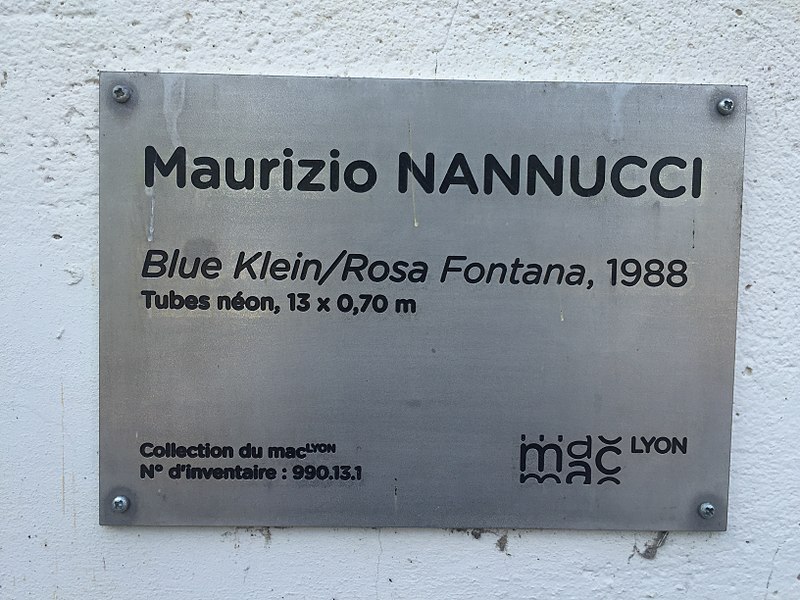 Maurizio NANNUCCI
Blue Klein/Rosa Fontana, 1988
Tubes néon, 13 x 0,70 m
Collection du macLYON
N° d'inventaire : 990.13.1
mac LYON